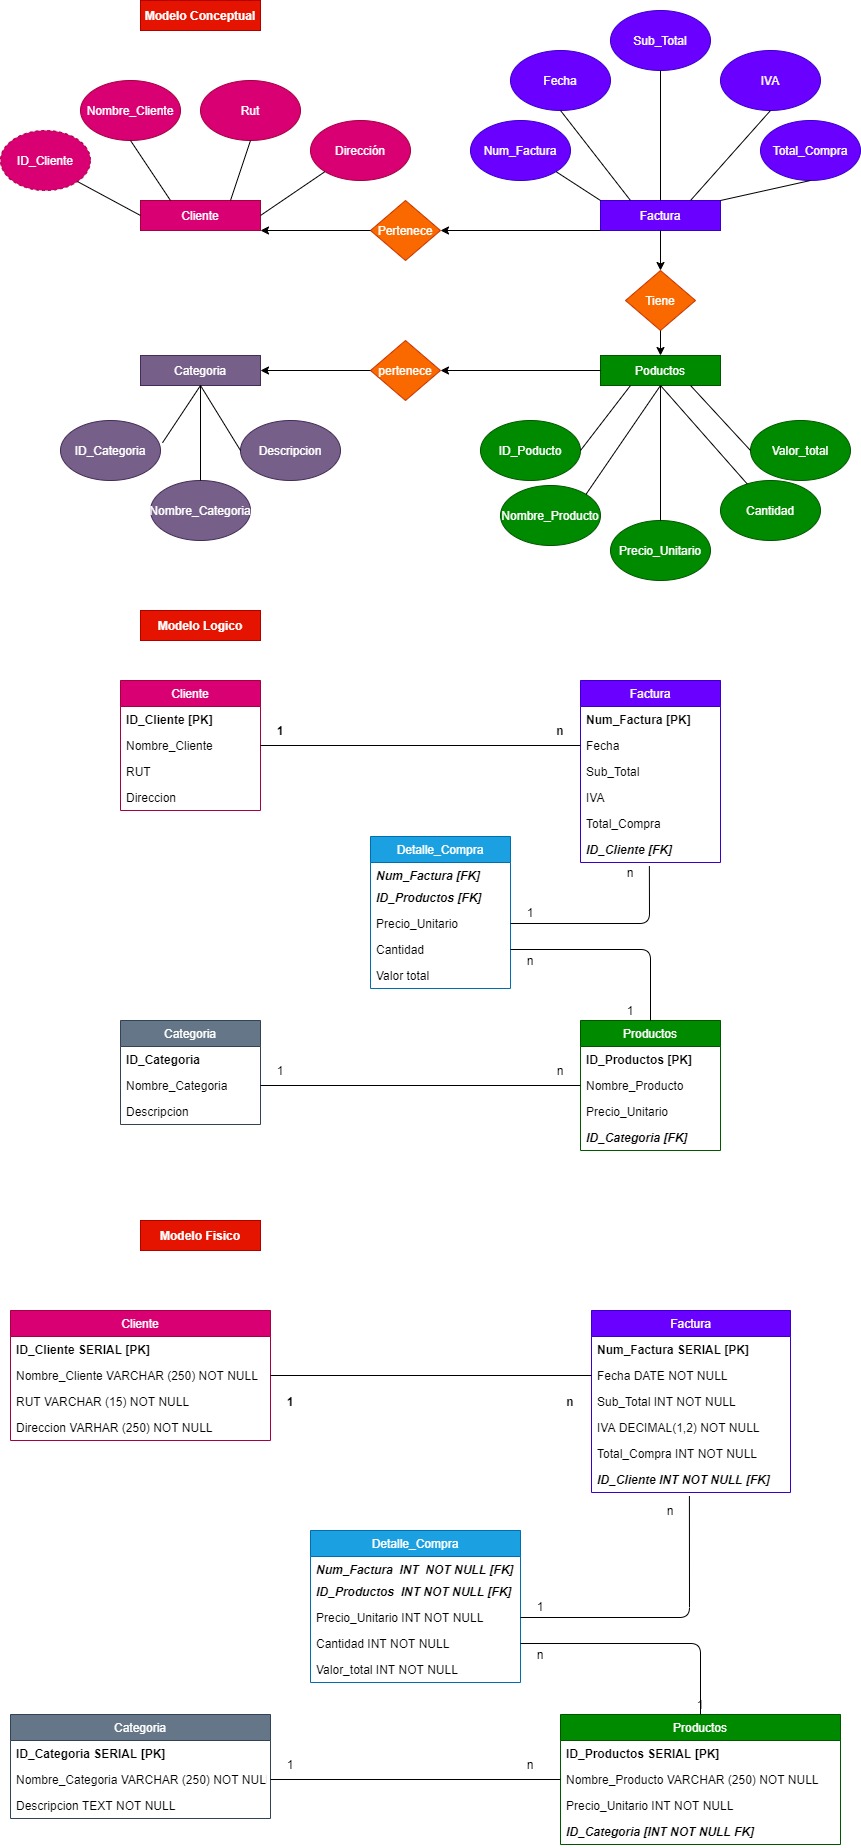 Modelo Conceptual
Sub_Total
Fecha
IVA
Nombre_Cliente
Rut
ID_Cliente
Dirección
Num_Factura
Total_Compra
Cliente
Pertenece
Factura
Tiene
Categoria
pertenece
Poductos
ID_Categoria
Descripcion
ID_Poducto
Valor_total
Nombre_Categoria
Nombre_Producto
Cantidad
Precio_Unitario
Modelo Logico
Cliente
ID_Cliente [PK]
Nombre_Cliente
RUT
Direccion
1
n
Factura
Num_Factura [PK]
Fecha
Sub_Total
IVA
Total_Compra
ID_Cliente [FK]
n
Detalle_Compra
Num_Factura [FK]
ID_Productos [FK]
Precio_Unitario
Cantidad
Valor total
1
n
1
Categoria
ID_Categoria
Nombre_Categoria
Descripcion
1
n
Productos
ID_Productos [PK]
Nombre_Producto
Precio_Unitario
ID_Categoria [FK]
Modelo Fisico
Cliente
ID_Cliente SERIAL [PK]
Nombre_Cliente VARCHAR (250) NOT NULL
RUT VARCHAR (15) NOT NULL
Direccion VARHAR (250) NOT NULL
1
n
Factura
Num_Factura SERIAL [PK]
Fecha DATE NOT NULL
Sub_Total INT NOT NULL
IVA DECIMAL(1,2) NOT NULL
Total_Compra INT NOT NULL
ID_Cliente INT NOT NULL [FK]
n
Detalle_Compra
Num_Factura INT NOT NULL [FK]
ID_Productos INT NOT NULL [FK]
Precio_Unitario INT NOT NULL
Cantidad INT NOT NULL
Valor_total INT NOT NULL
1
n
1
Categoria
ID_Categoria SERIAL [PK]
Nombre_Categoria VARCHAR (250) NOT NUL
Descripcion TEXT NOT NULL
1
n
Productos
ID_Productos SERIAL [PK]
Nombre_Producto VARCHAR (250) NOT NULL
Precio_Unitario INT NOT NULL
ID_Categoria [INT NOT NULL FK]